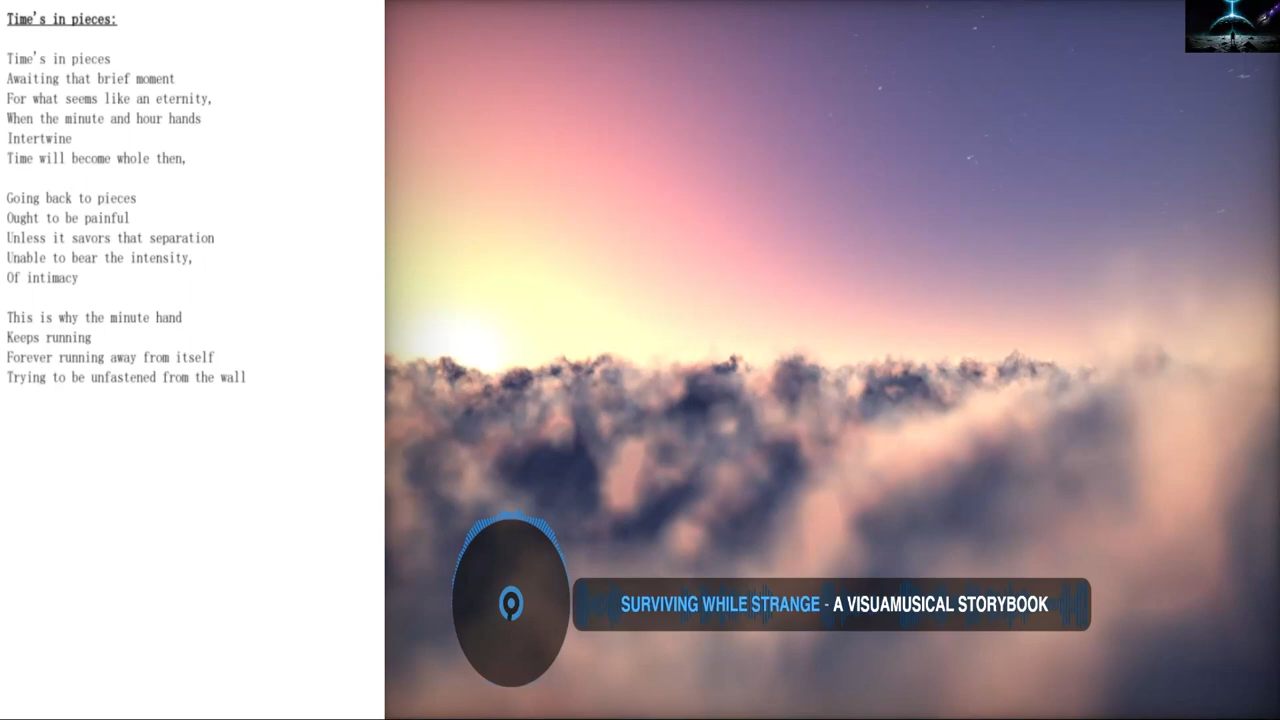 Time's in pieces:
Time's in pieces
Awaiting that brief moment
For what seems like an eternity,
When the minute and hour hands
Intertwine
Time will become whole then,
Going back to pieces
Ought to be painful
Unless it savors that separation
Unable to bear the intensity,
Of intimacy
This is why the minute hand
Keeps running
Forever running away from itself
Trying to be unfastened from the wall
SURVIVING WHILE STRANGE - A VISUAMUSICAL STORYBOOK